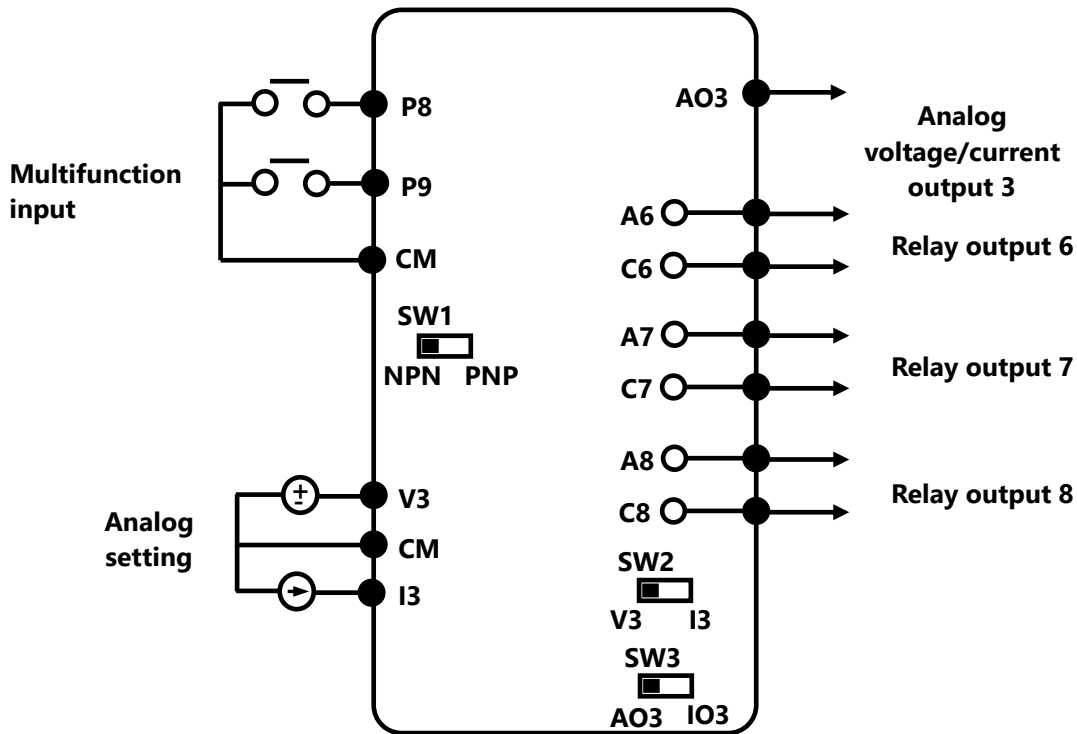 Multifunction
input
P8
P9
CM
SW1
NPN PNP
Analog
setting
V3
CM
I3
AO3
Analog
voltage/current
output 3
A6
C6
Relay output 6
A7
C7
Relay output 7
A8
C8
Relay output 8
SW2
V3 I3
SW3
AO3 IO3